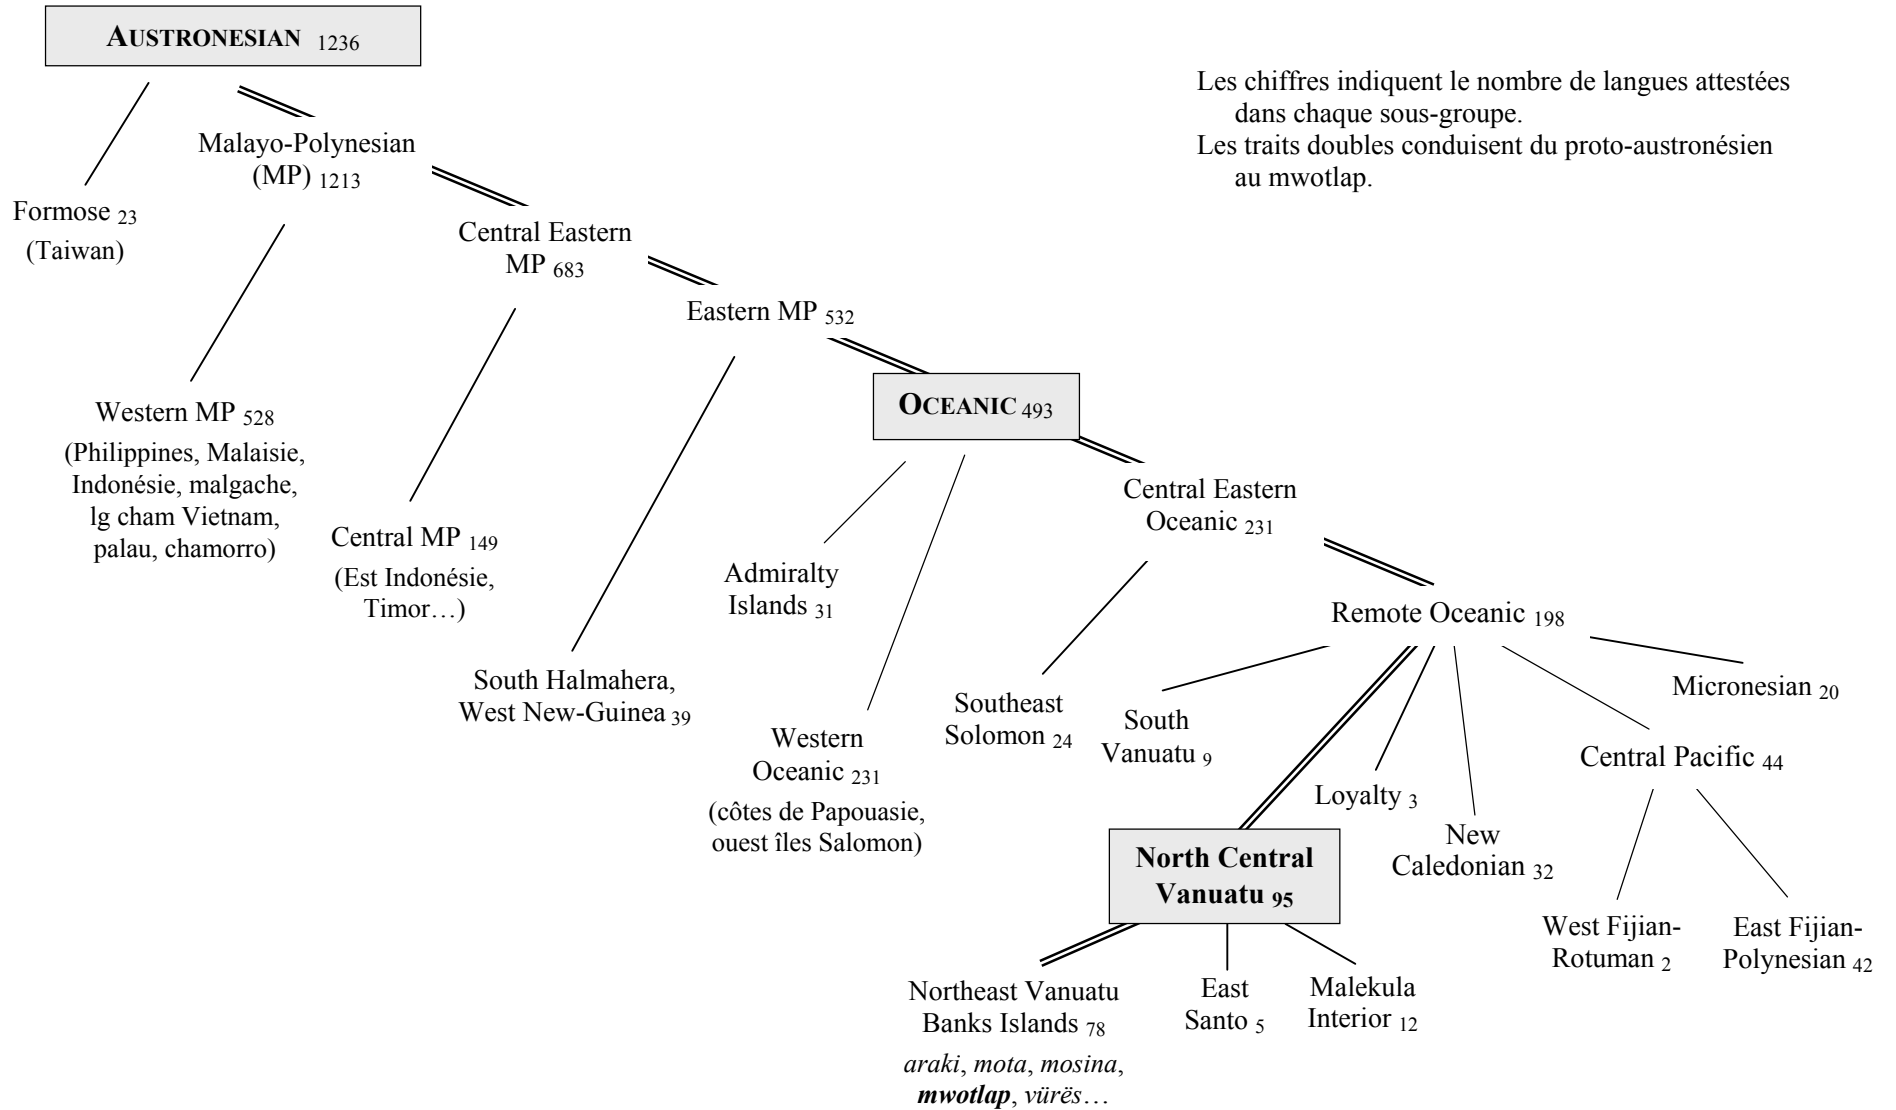 AUSTRONESIAN 1236
Les chiffres indiquent le nombre de langues attestées
dans chaque sous-groupe.
Les traits doubles conduisent du proto-austronésien
au mwotlap.
Malayo-Polynesian
(MP) 1213
Formose 23
(Taiwan)
Central Eastern
MP 683
Eastern MP 532
OCEANIC 493
Western MP 528
(Philippines, Malaisie,
Indonésie, malgache,
lg cham Vietnam,
palau, chamorro)
Central MP 149
(Est Indonésie,
Timor…)
South Halmahera,
West New-Guinea 39
Admiralty
Islands 31
Western
Oceanic 231
(côtes de Papouasie,
ouest îles Salomon)
Central Eastern
Oceanic 231
Southeast
Solomon 24
Remote Oceanic 198
South
Vanuatu 9
North Central
Vanuatu 95
Loyalty 3
New
Caledonian 32
Central Pacific 44
Micronesian 20
West Fijian-
Rotuman 2
East Fijian-
Polynesian 42
Northeast Vanuatu
Banks Islands 78
araki, mota, mosina,
mwotlap, vürës…
East
Santo 5
Malekula
Interior 12